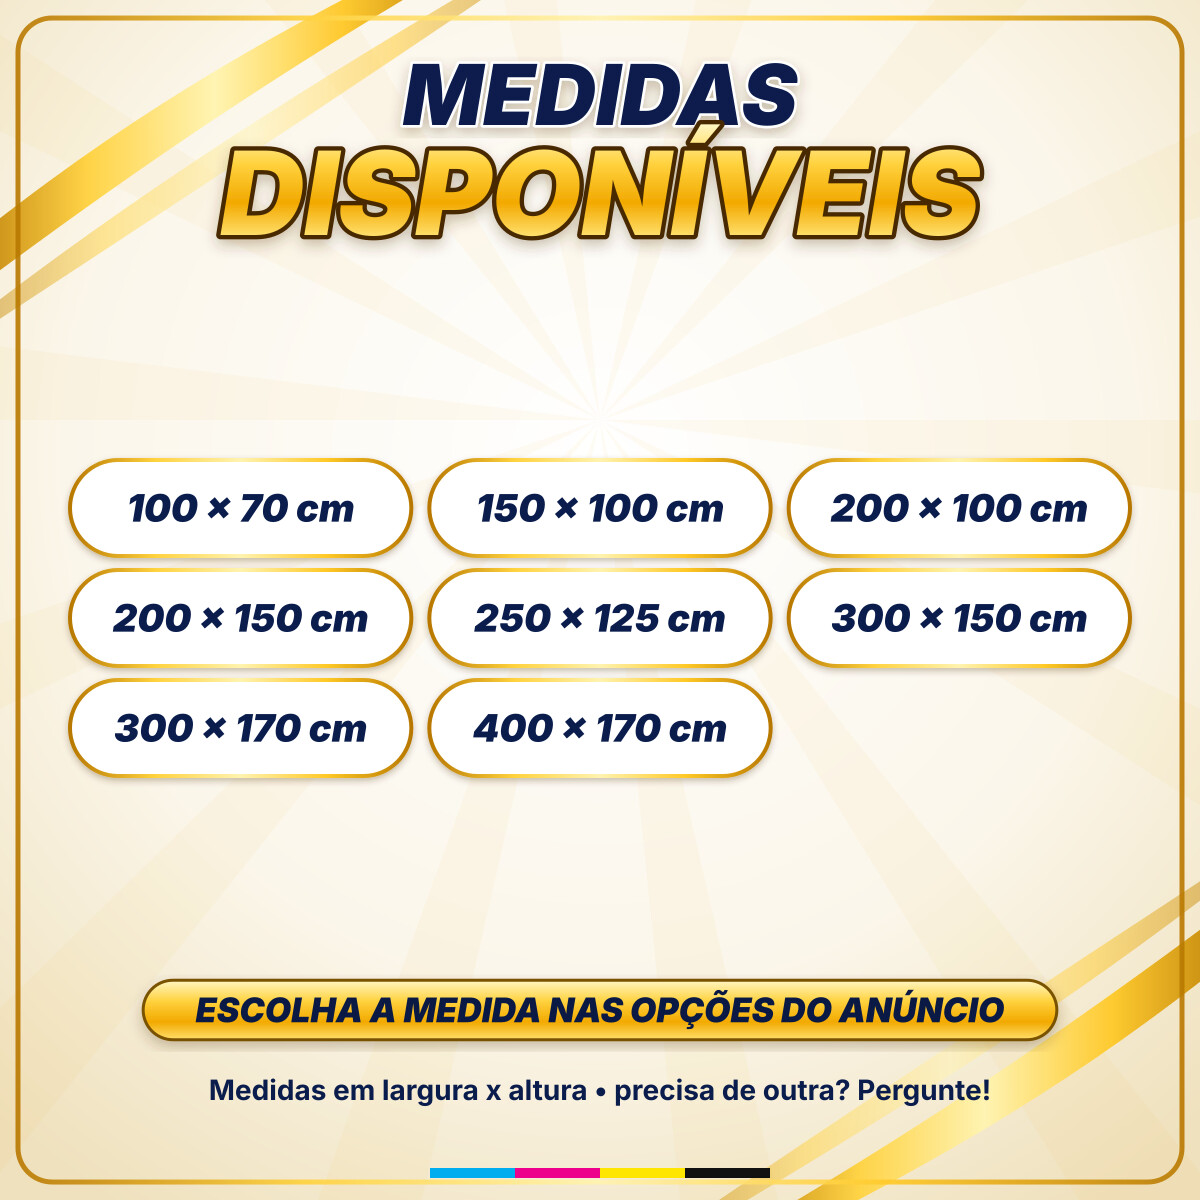 MEDIDAS
DISPONÍVEIS
100 × 70 cm
150 × 100 cm
200 × 100 cm
200 × 150 cm
250 × 125 cm
300 × 150 cm
300 × 170 cm
400 × 170 cm
ESCOLHA A MEDIDA NAS OPÇÕES DO ANÚNCIO
Medidas em largura x altura • precisa de outra? Pergunte!